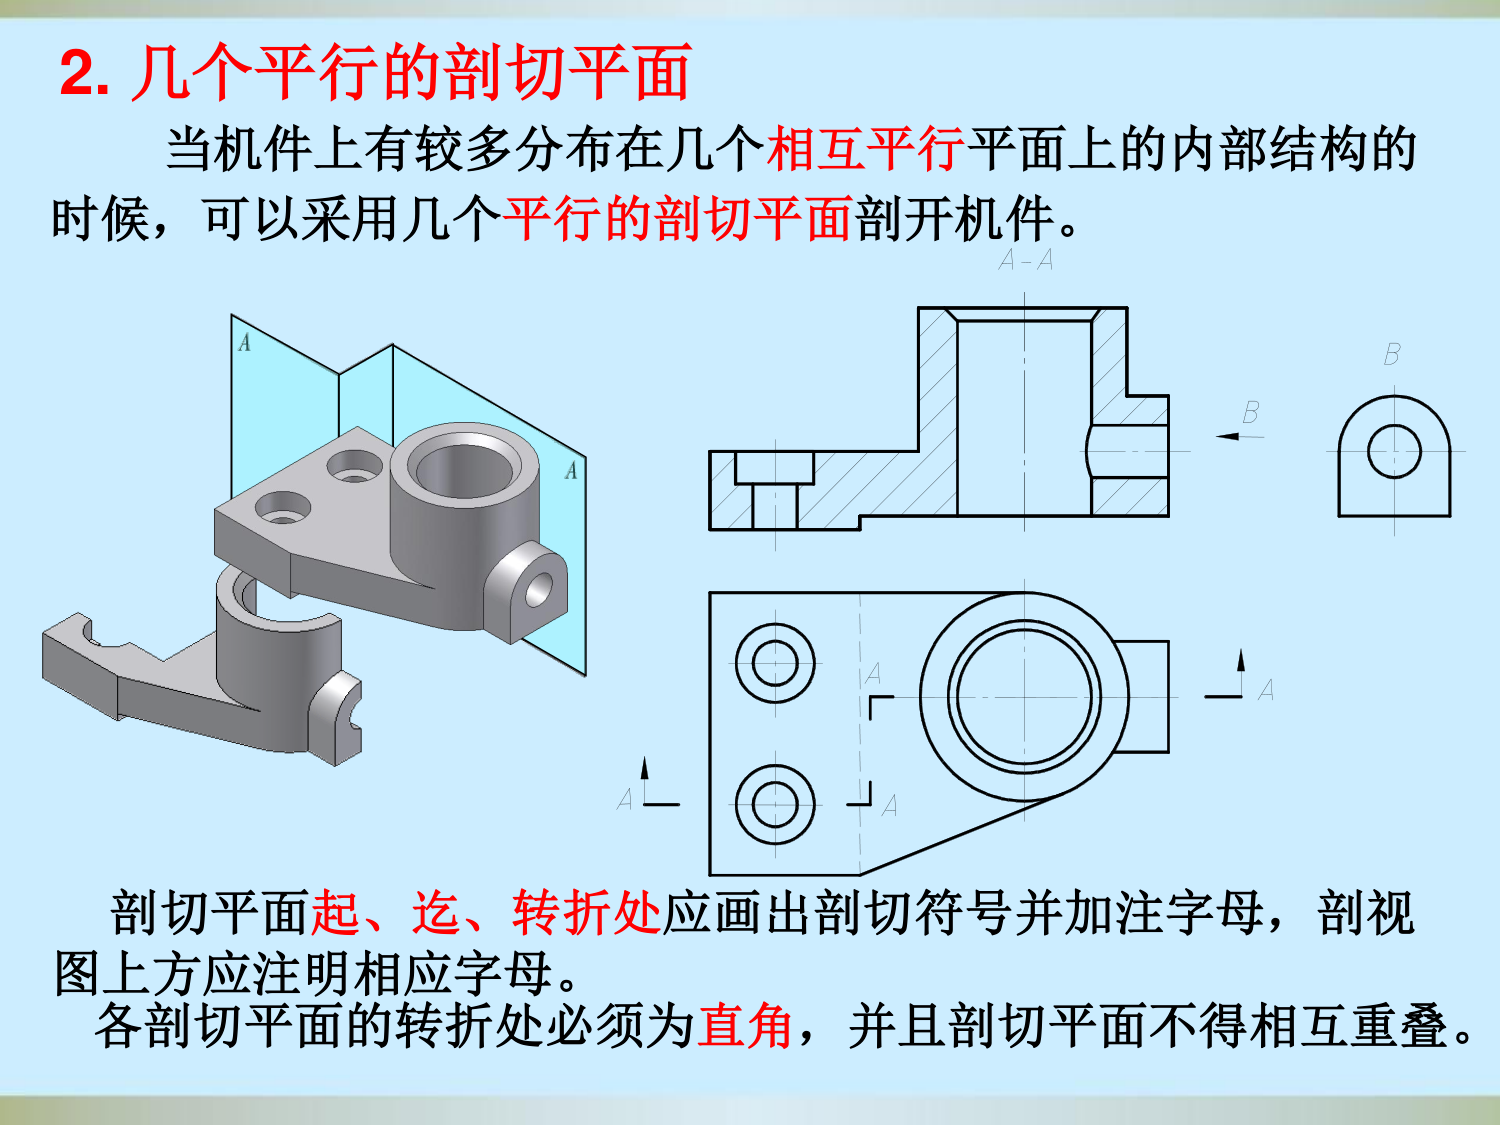 2. 几个平行的剖切平面
当机件上有较多分布在几个相互平行平面上的内部结构的
时候，可以采用几个平行的剖切平面剖开机件。
A-A
A
B
B
A
A
A
A
A
剖切平面起、迄、转折处应画出剖切符号并加注字母，剖视
图上方应注明相应字母。
各剖切平面的转折处必须为直角，并且剖切平面不得相互重叠。